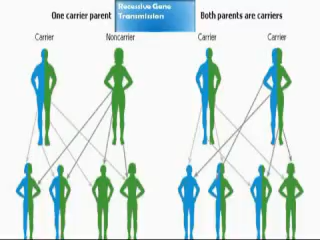 One carrier parent
Recessive Gene
Transmission
Both parents are carriers
Carrier
Noncarrier
Carrier
Carrier